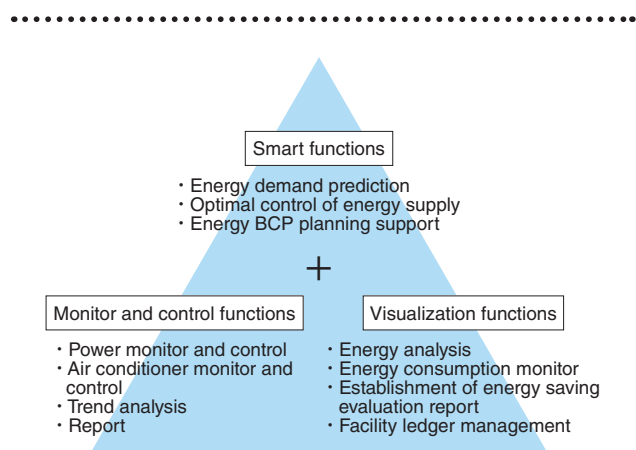 Smart functions
・Energy demand prediction
・Optimal control of energy supply
・Energy BCP planning support
+
Monitor and control functions
・Power monitor and control
・Air conditioner monitor and
control
・Trend analysis
・Report
Visualization functions
・Energy analysis
・Energy consumption monitor
・Establishment of energy saving
evaluation report
・Facility ledger management